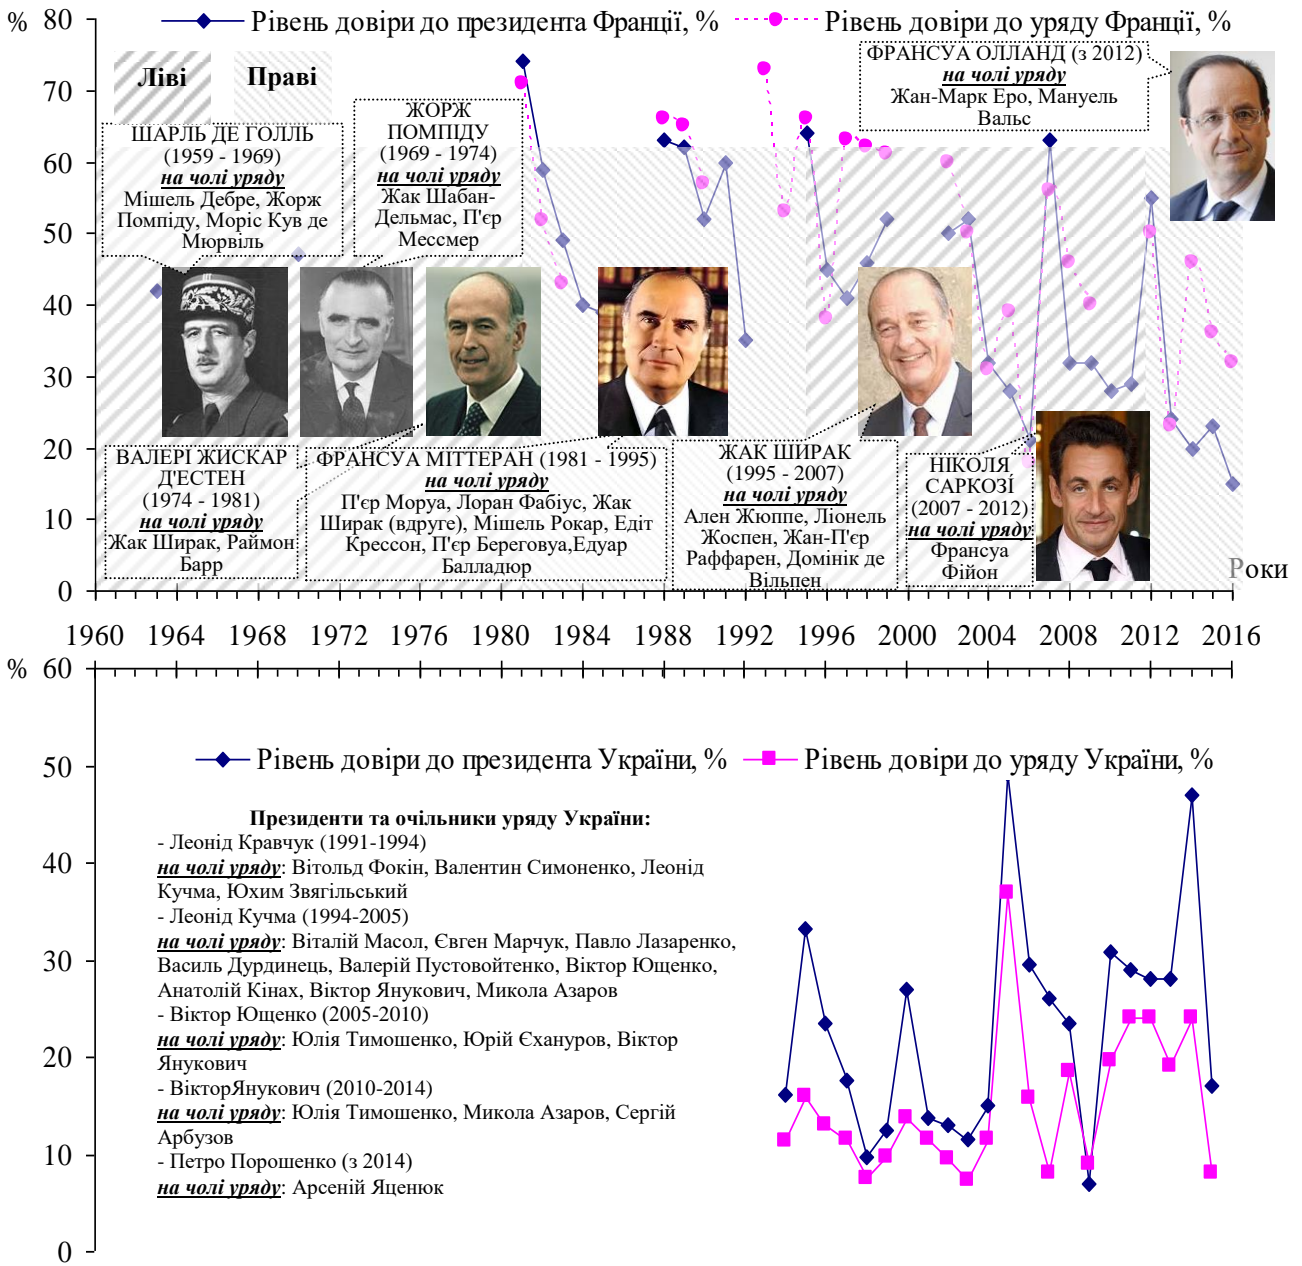 %
80
70
60
50
40
30
20
10
0
Рівень довіри до президента Франції, %
Рівень довіри до уряду Франції, %
Ліві
Праві
ШАРЛЬ ДЕ ГОЛЛЬ
(1959 - 1969)
на чолі уряду
Мішель Дебре, Жорж
Помпіду, Моріс Кув де
Мюрвіль
ЖОРЖ
ПОМПІДУ
(1969 - 1974)
на чолі уряду
Жак Шабан-
Дельмас, П'єр
Мессмер
ФРАНСУА ОЛЛАНД (з 2012)
на чолі уряду
Жан-Марк Еро, Мануель
Вальс
ВАЛЕРІ ЖИСКАР
Д'ЕСТЕН
(1974 - 1981)
на чолі уряду
Жак Ширак, Раймон
Барр
ФРАНСУА МІТТЕРАН (1981 - 1995)
на чолі уряду
П'єр Моруа, Лоран Фабіус, Жак
Ширак (вдруге), Мішель Рокар, Едіт
Крессон, П'єр Береговуа,Едуар
Балладюр
ЖАК ШИРАК
(1995 - 2007)
на чолі уряду
Ален Жюппе, Ліонель
Жоспен, Жан-П'єр
Раффарен, Домінік де
Вільпен
НІКОЛЯ
САРКОЗІ
(2007 - 2012)
на чолі уряду
Франсуа
Фійон
Роки
1960 1964 1968 1972 1976 1980 1984 1988 1992 1996 2000 2004 2008 2012 2016
%
60
50
40
30
20
10
0
Рівень довіри до президента України, %
Рівень довіри до уряду України, %
Президенти та очільники уряду України:
- Леонід Кравчук (1991-1994)
на чолі уряду: Вітольд Фокін, Валентин Симоненко, Леонід
Кучма, Юхим Звягільський
- Леонід Кучма (1994-2005)
на чолі уряду: Віталій Масол, Євген Марчук, Павло Лазаренко,
Василь Дурдинець, Валерій Пустовойтенко, Віктор Ющенко,
Анатолій Кінах, Віктор Янукович, Микола Азаров
- Віктор Ющенко (2005-2010)
на чолі уряду: Юлія Тимошенко, Юрій Єхануров, Віктор
Янукович
- ВікторЯнукович (2010-2014)
на чолі уряду: Юлія Тимошенко, Микола Азаров, Сергій
Арбузов
- Петро Порошенко (з 2014)
на чолі уряду: Арсеній Яценюк